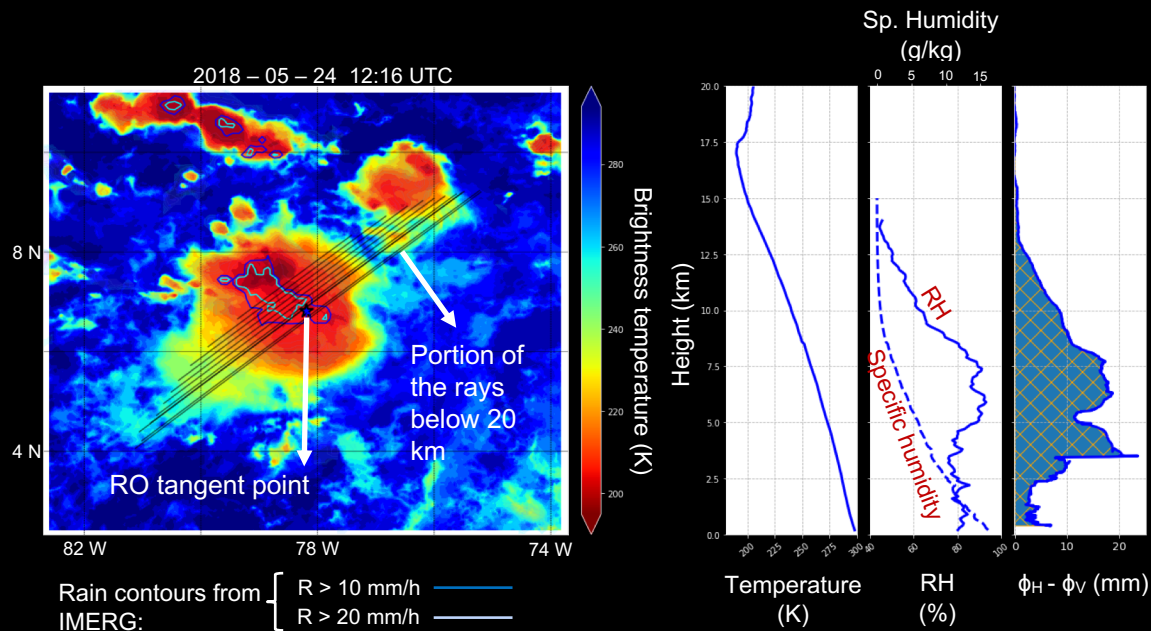 2018 – 05 – 24  12:16 UTC
8 N
4 N
82 W
78 W
74 W
RO tangent point
Portion of
the rays
below 20
km
280
260
240
220
200
Brightness temperature (K)
Rain contours from
IMERG:
R > 10 mm/h
R > 20 mm/h
Height (km)
20.0
17.5
15.0
12.5
10.0
7.5
5.0
2.5
0.0
200
225
250
275
300
Temperature
(K)
Sp. Humidity
(g/kg)
0
5
10
15
RH
Specific humidity
40
60
80
100
RH
(%)
0
10
20
ϕH - ϕV (mm)